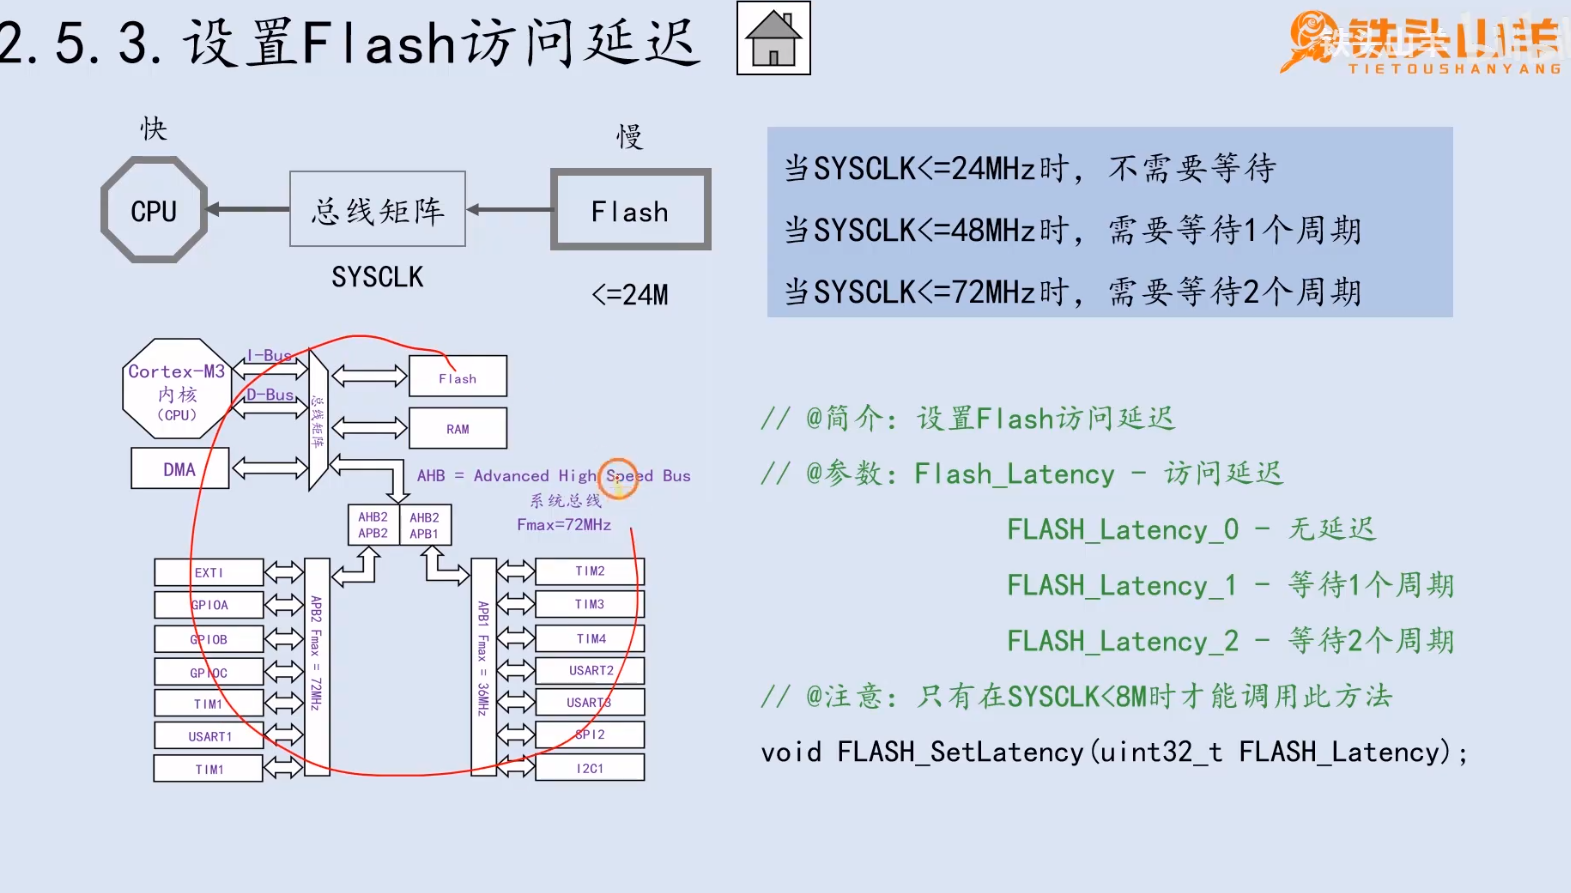 2.5.3.设置Flash访问延迟
铁头山羊
TIETOUSHANYANG
快
慢
CPU
总线矩阵
Flash
SYSCLK
<=24M
当SYSCLK<=24MHz时，不需要等待
当SYSCLK<=48MHz时，需要等待1个周期
当SYSCLK<=72MHz时，需要等待2个周期
Cortex-M3
内核
(CPU)
I-Bus
D-Bus
DMA
总线矩阵
Flash
RAM
AHB = Advanced High Speed Bus
系统总线
Fmax=72MHz
AHB2
APB2
AHB2
APB1
EXTI
GPIOA
GPIOB
GPIOC
TIM1
USART1
TIM1
APB2 Fmax = 72MHz
APB1 Fmax = 36MHz
TIM2
TIM3
TIM4
USART2
USART3
SPI2
I2C1
// @简介：设置Flash访问延迟
// @参数：Flash_Latency - 访问延迟
FLASH_Latency_0 - 无延迟
FLASH_Latency_1 - 等待1个周期
FLASH_Latency_2 - 等待2个周期
// @注意：只有在SYSCLK<8M时才能调用此方法
void FLASH_SetLatency(uint32_t FLASH_Latency);